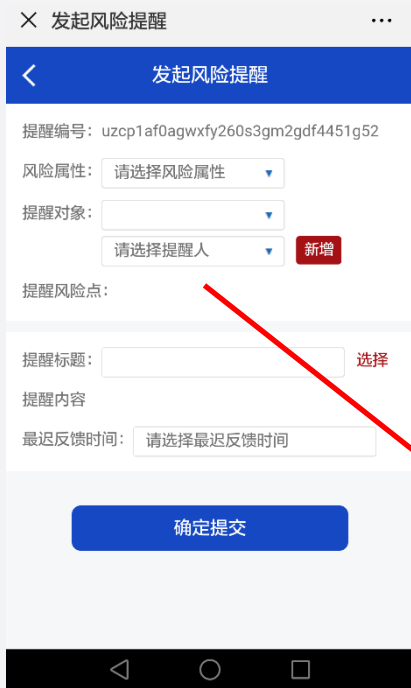 发起风险提醒
发起风险提醒
提醒编号：uzcp1af0agwxfy260s3gm2gdf4451g52
风险属性：请选择风险属性
提醒对象：
请选择提醒人 新增
提醒风险点：
提醒标题： 选择
提醒内容
最迟反馈时间：请选择最迟反馈时间
确定提交